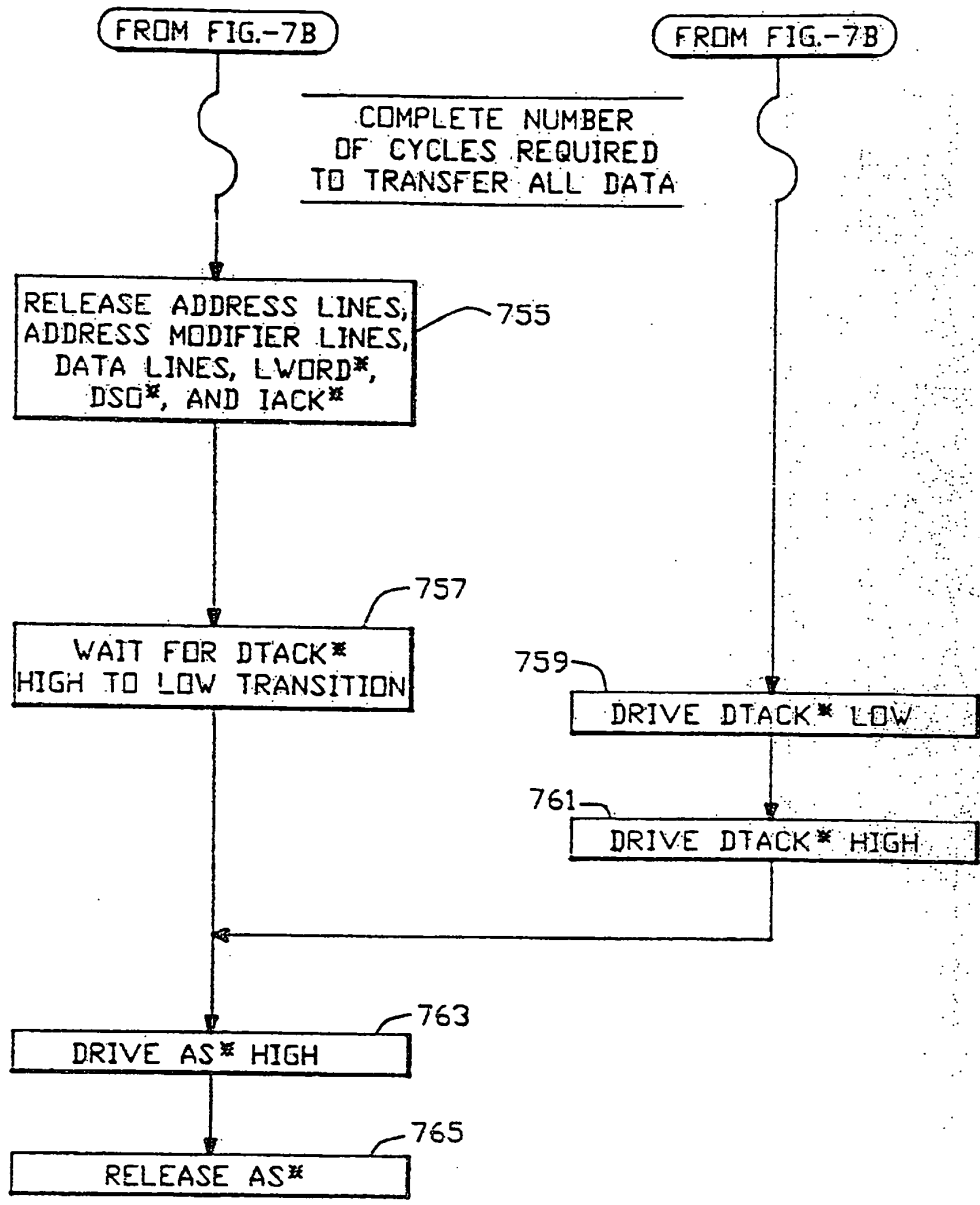 FROM FIG.-7B
FROM FIG.-7B
COMPLETE NUMBER
OF CYCLES REQUIRED
TO TRANSFER ALL DATA
RELEASE ADDRESS LINES,
ADDRESS MODIFIER LINES,
DATA LINES, LWORD*,
DS0*, AND IACK*
755
WAIT FOR DTACK*
HIGH TO LOW TRANSITION
757
759
DRIVE DTACK* LOW
761
DRIVE DTACK* HIGH
763
DRIVE AS* HIGH
765
RELEASE AS*